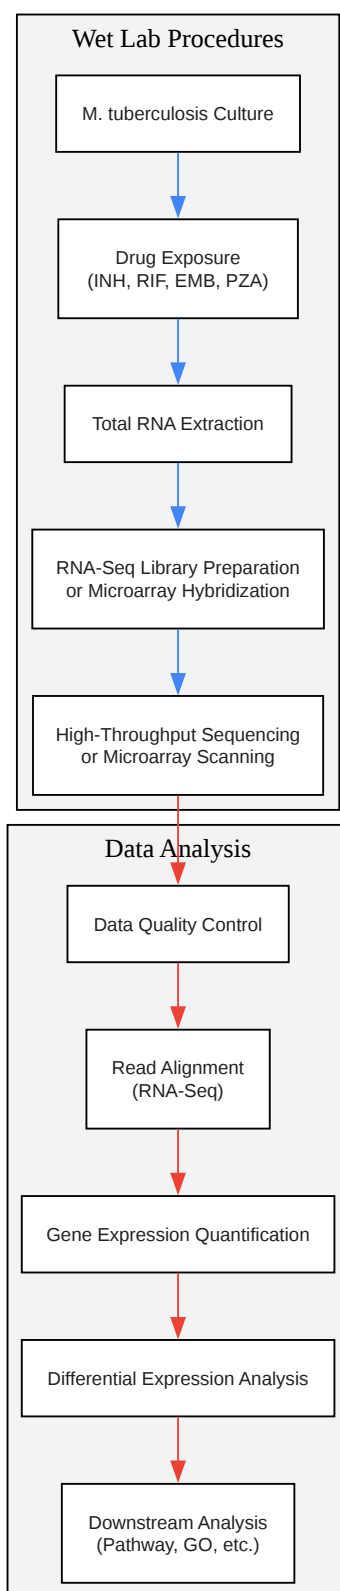 Wet Lab Procedures
M. tuberculosis Culture
Drug Exposure
(INH, RIF, EMB, PZA)
Total RNA Extraction
RNA-Seq Library Preparation
or Microarray Hybridization
High-Throughput Sequencing
or Microarray Scanning
Data Analysis
Data Quality Control
Read Alignment
(RNA-Seq)
Gene Expression Quantification
Differential Expression Analysis
Downstream Analysis
(Pathway, GO, etc.)